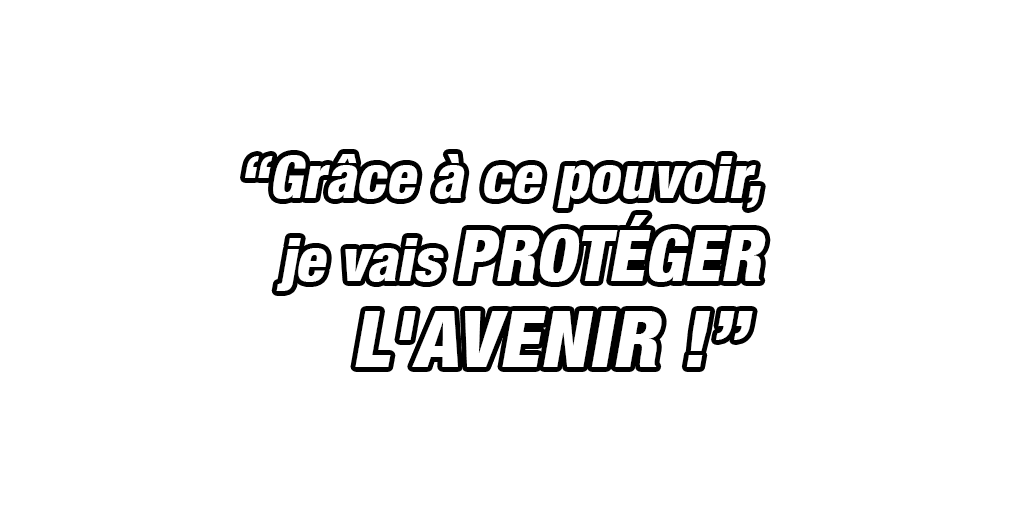 “Grâce à ce pouvoir,
je vais PROTÉGER
L'AVENIR !”